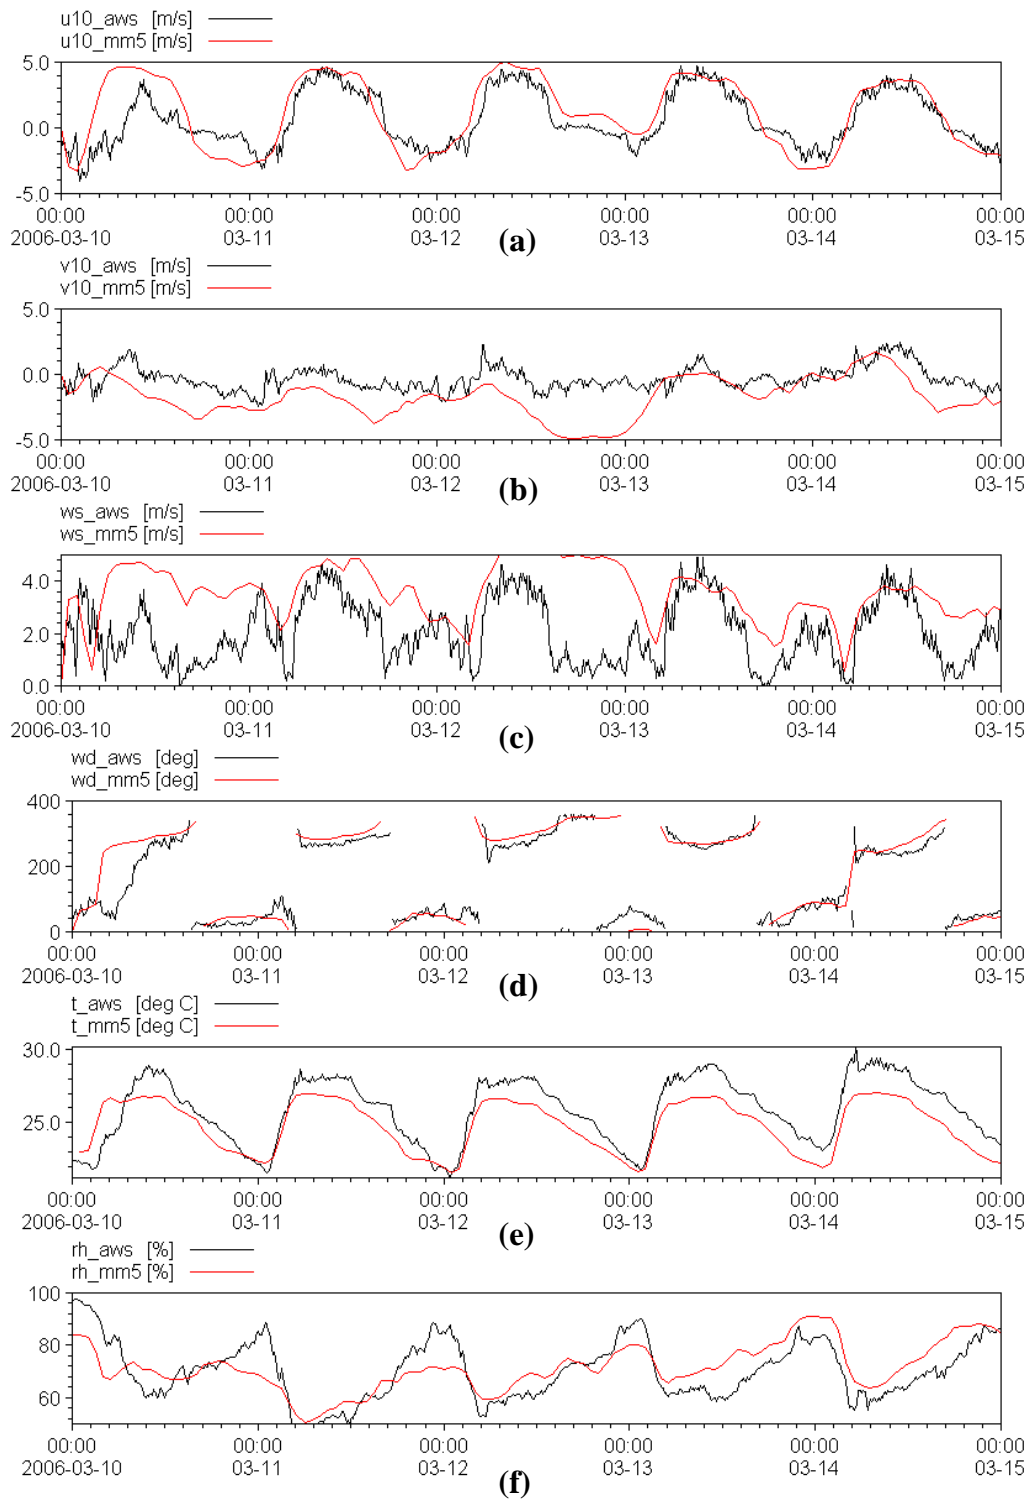 u10_aws [m/s]
u10_mm5 [m/s]
5.0
0.0
-5.0
00:00 00:00 00:00 00:00 00:00 00:00
2006-03-10 03-11 03-12 03-13 03-14 03-15
(a)
v10_aws [m/s]
v10_mm5 [m/s]
5.0
0.0
-5.0
00:00 00:00 00:00 00:00 00:00 00:00
2006-03-10 03-11 03-12 03-13 03-14 03-15
(b)
ws_aws [m/s]
ws_mm5 [m/s]
4.0
2.0
0.0
00:00 00:00 00:00 00:00 00:00 00:00
2006-03-10 03-11 03-12 03-13 03-14 03-15
(c)
wd_aws [deg]
wd_mm5 [deg]
400
200
0
00:00 00:00 00:00 00:00 00:00 00:00
2006-03-10 03-11 03-12 03-13 03-14 03-15
(d)
t_aws [deg C]
t_mm5 [deg C]
30.0
25.0
00:00 00:00 00:00 00:00 00:00 00:00
2006-03-10 03-11 03-12 03-13 03-14 03-15
(e)
rh_aws [%]
rh_mm5 [%]
100
80
60
00:00 00:00 00:00 00:00 00:00 00:00
2006-03-10 03-11 03-12 03-13 03-14 03-15
(f)